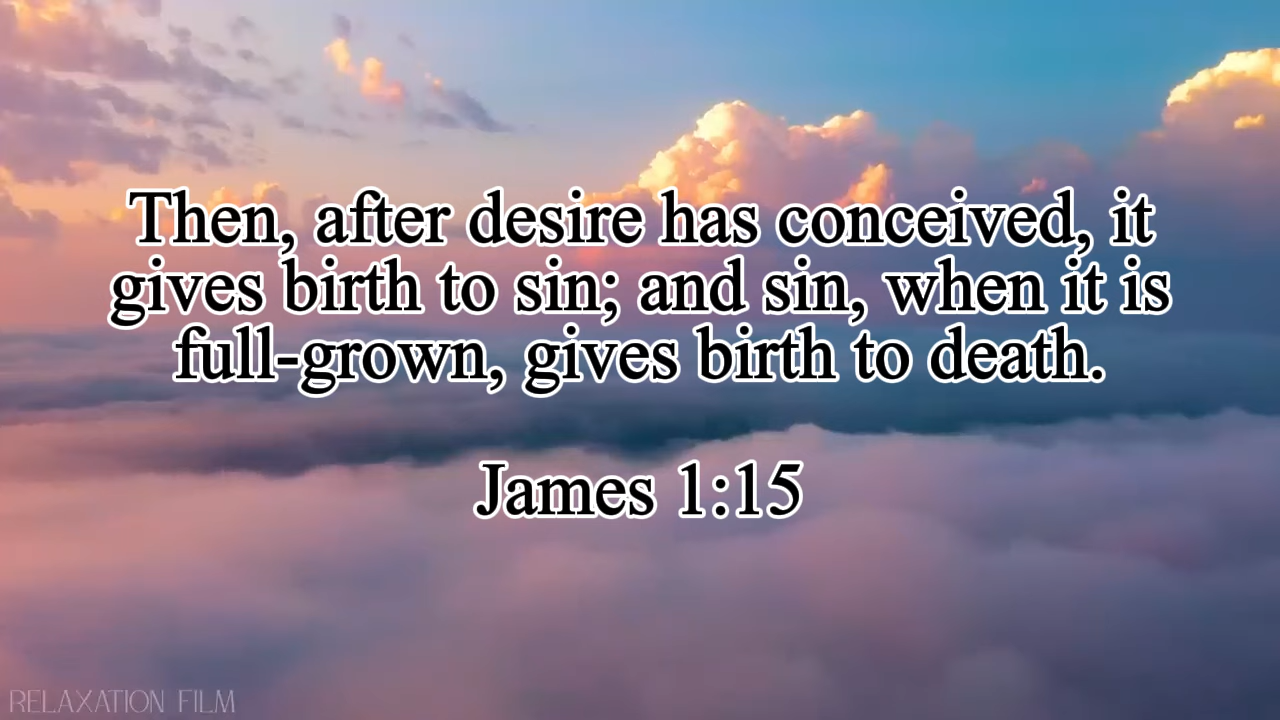 Then, after desire has conceived, it
gives birth to sin; and sin, when it is
full-grown, gives birth to death.
James 1:15
RELAXATION FILM